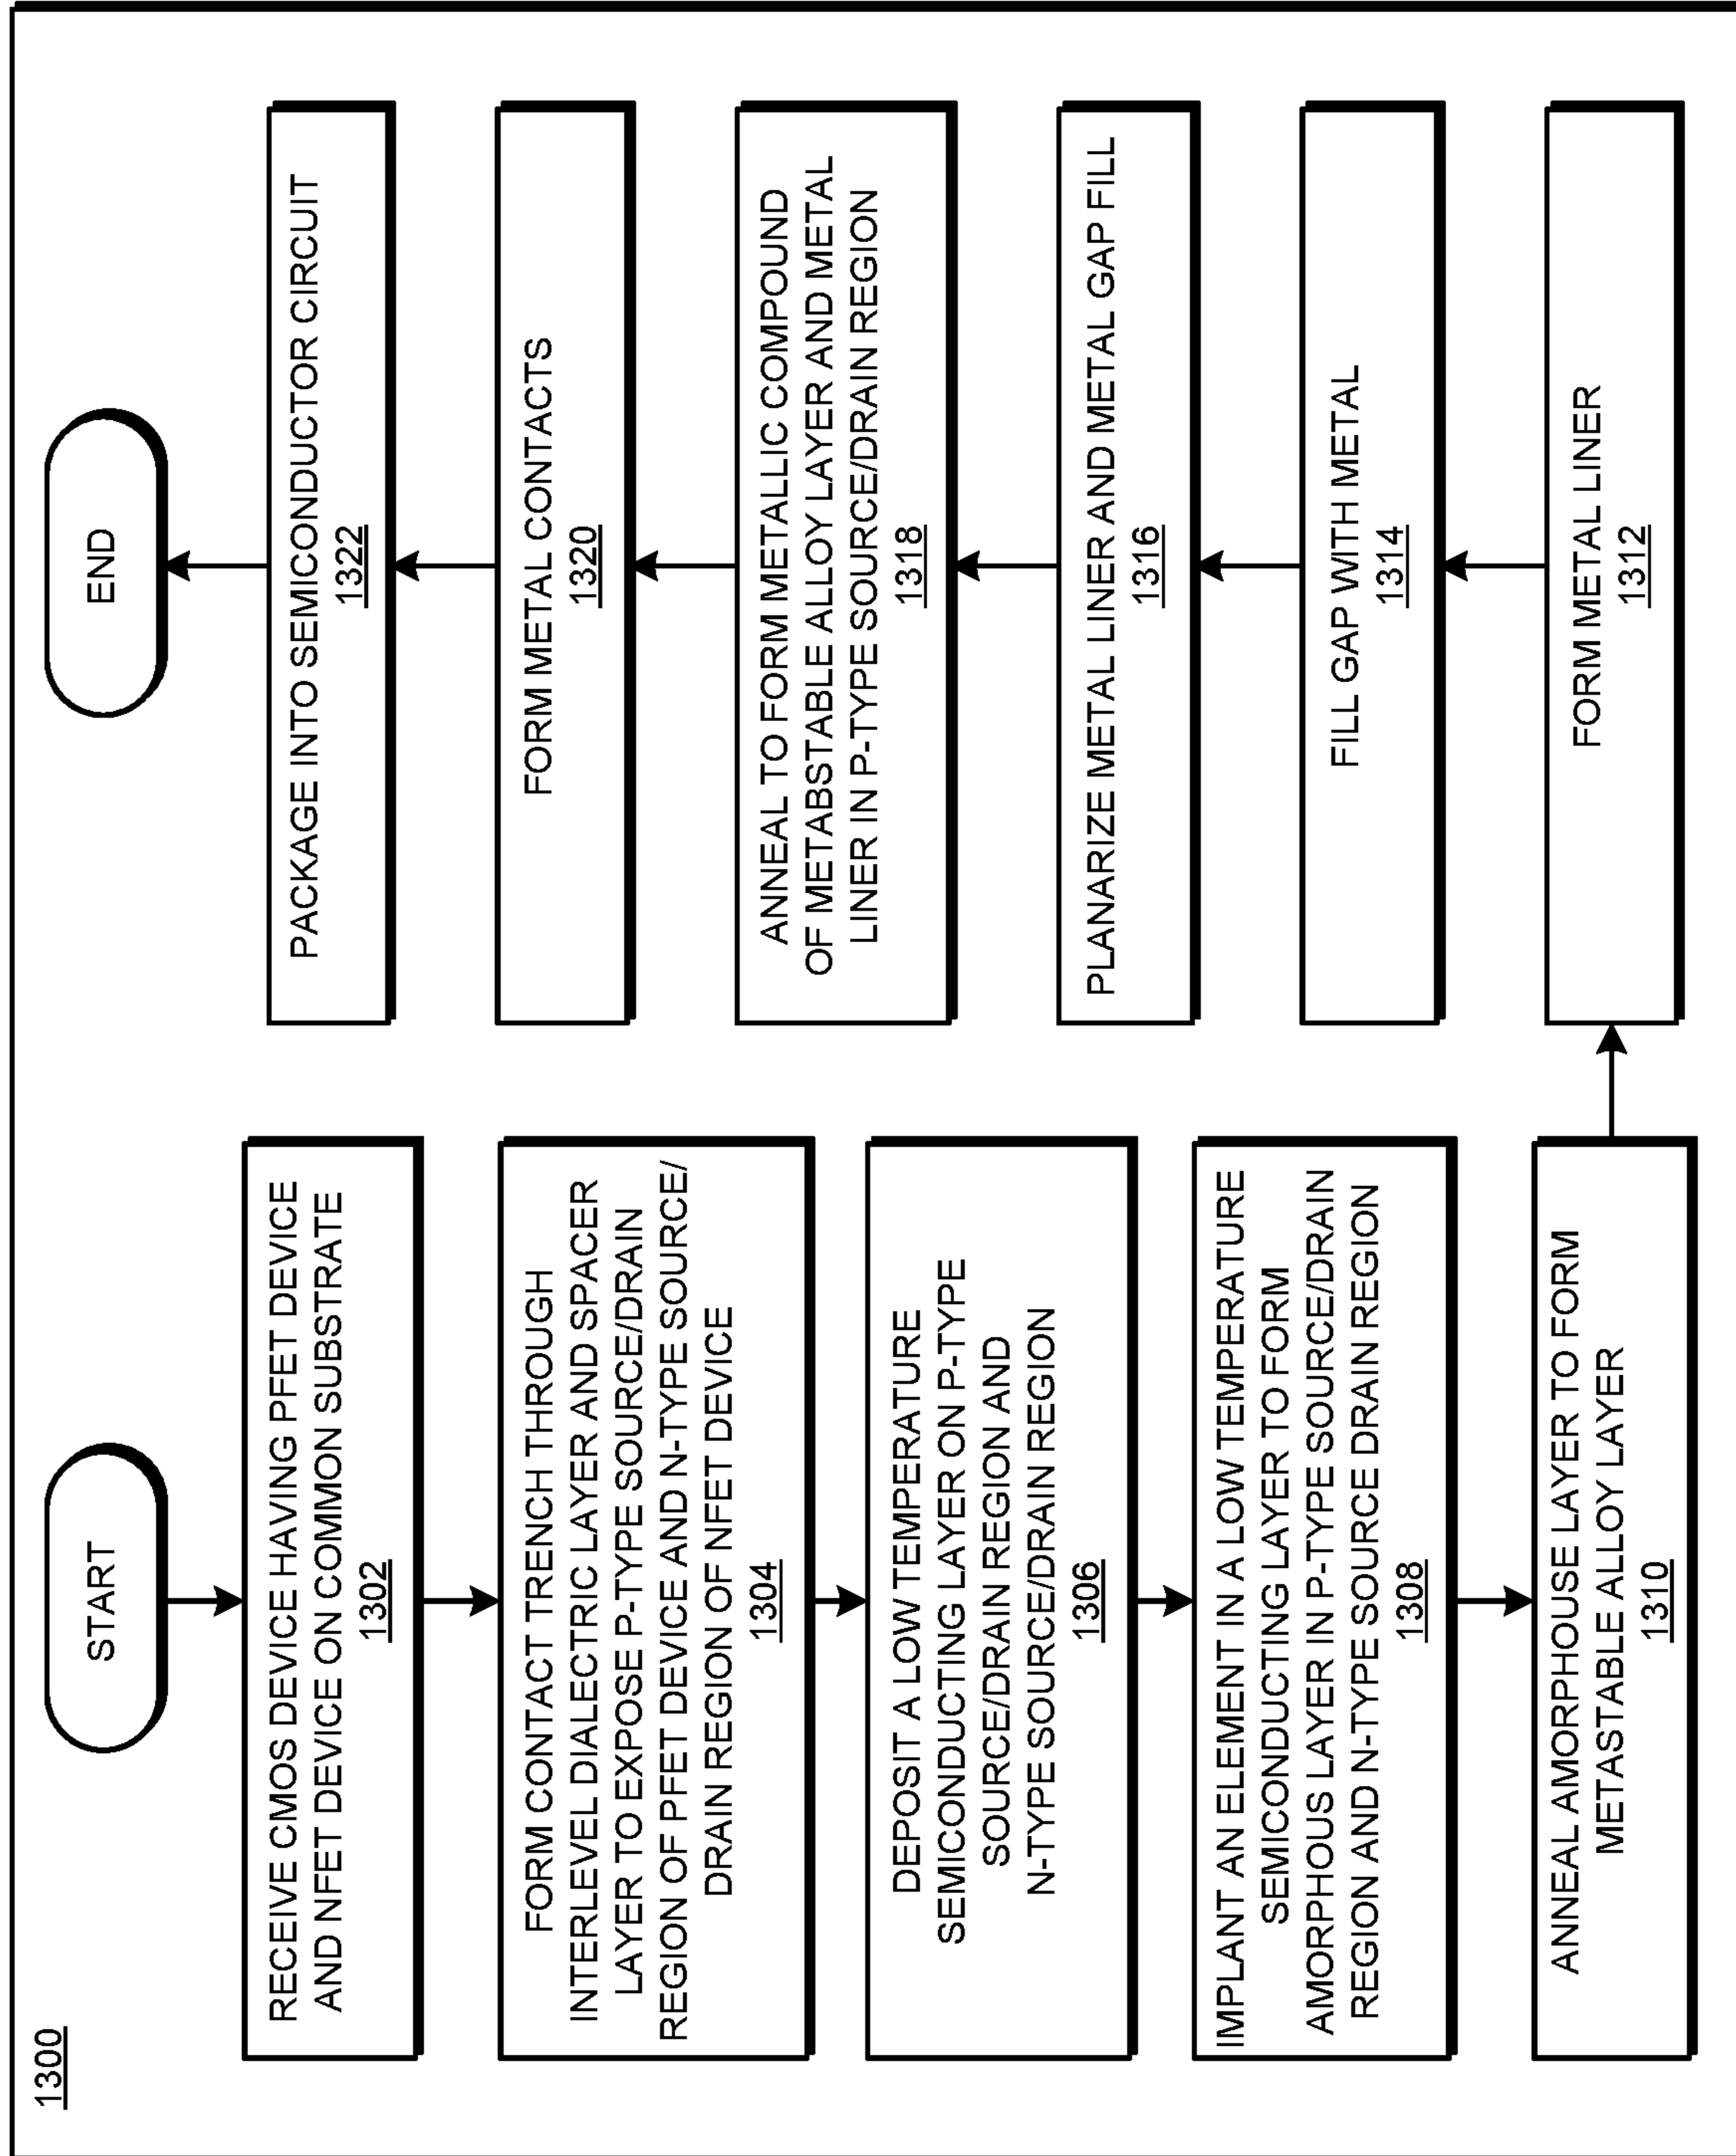 1300
START
RECEIVE CMOS DEVICE HAVING PFET DEVICE
AND NFET DEVICE ON COMMON SUBSTRATE
1302
FORM CONTACT TRENCH THROUGH
INTERLEVEL DIALECTRIC LAYER AND SPACER
LAYER TO EXPOSE P-TYPE SOURCE/DRAIN
REGION OF PFET DEVICE AND N-TYPE SOURCE/
DRAIN REGION OF NFET DEVICE
1304
DEPOSIT A LOW TEMPERATURE
SEMICONDUCTING LAYER ON P-TYPE
SOURCE/DRAIN REGION AND
N-TYPE SOURCE/DRAIN REGION
1306
IMPLANT AN ELEMENT IN A LOW TEMPERATURE
SEMICONDUCTING LAYER TO FORM
AMORPHOUS LAYER IN P-TYPE SOURCE/DRAIN
REGION AND N-TYPE SOURCE DRAIN REGION
1308
ANNEAL AMORPHOUSE LAYER TO FORM
METASTABLE ALLOY LAYER
1310
FORM METAL LINER
1312
FILL GAP WITH METAL
1314
PLANARIZE METAL LINER AND METAL GAP FILL
1316
ANNEAL TO FORM METALLIC COMPOUND
OF METABSTABLE ALLOY LAYER AND METAL
LINER IN P-TYPE SOURCE/DRAIN REGION
1318
FORM METAL CONTACTS
1320
PACKAGE INTO SEMICONDUCTOR CIRCUIT
1322
END